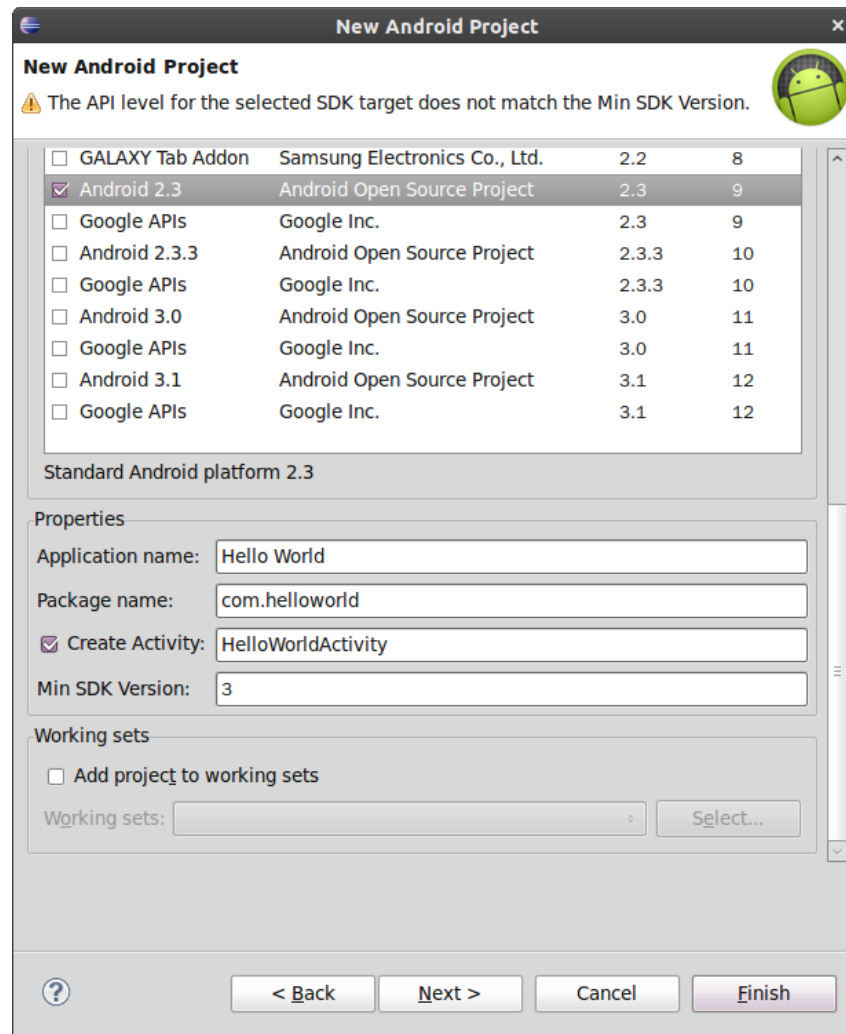 New Android Project
New Android Project
The API level for the selected SDK target does not match the Min SDK Version.
GALAXY Tab Addon Samsung Electronics Co., Ltd. 2.2 8
Android 2.3 Android Open Source Project 2.3 9
Google APIs Google Inc. 2.3 9
Android 2.3.3 Android Open Source Project 2.3.3 10
Google APIs Google Inc. 2.3.3 10
Android 3.0 Android Open Source Project 3.0 11
Google APIs Google Inc. 3.0 11
Android 3.1 Android Open Source Project 3.1 12
Google APIs Google Inc. 3.1 12
Standard Android platform 2.3
Properties
Application name: Hello World
Package name: com.helloworld
Create Activity: HelloWorldActivity
Min SDK Version: 3
Working sets
Add project to working sets
Working sets: Select...
< Back Next > Cancel Finish